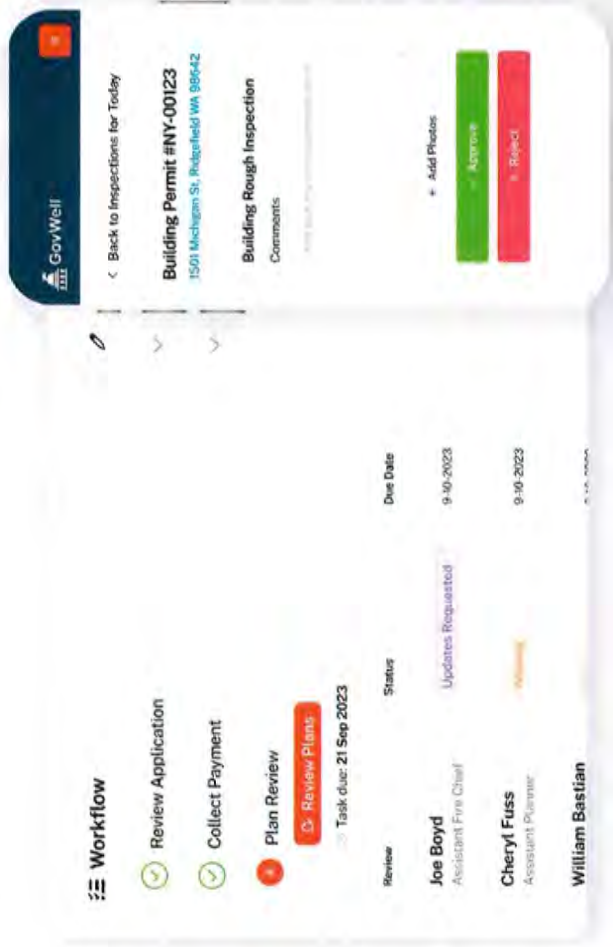 Workflow
Review Application
Collect Payment
Plan Review
Review Plans
Task due: 21 Sep 2023
Review Status Due Date
Joe Boyd Updates Requested 9-10-2023
Assistant Fire Chief
Cheryl Fuss 9-10-2023
Assistant Planner
William Bastian
GovWell
< Back to Inspections for Today
Building Permit #NY-00123
1501 Michigan St, Ridgefield WA 98642
Building Rough Inspection
Comments
+ Add Photos
Approve
Reject